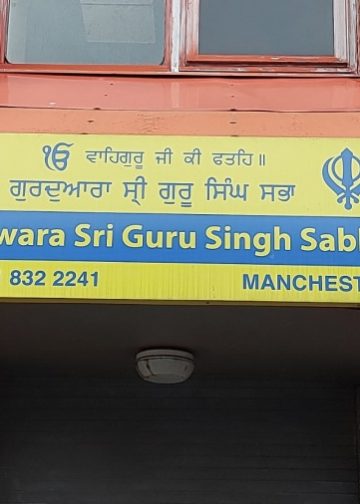 ੴ ਵਾਹਿਗੁਰੂ ਜੀ ਕੀ ਫਤਹਿ॥
ਗੁਰਦੁਆਰਾ ਸ੍ਰੀ ਗੁਰੂ ਸਿੰਘ ਸਭਾ
wara Sri Guru Singh Sab
832 2241 MANCHEST